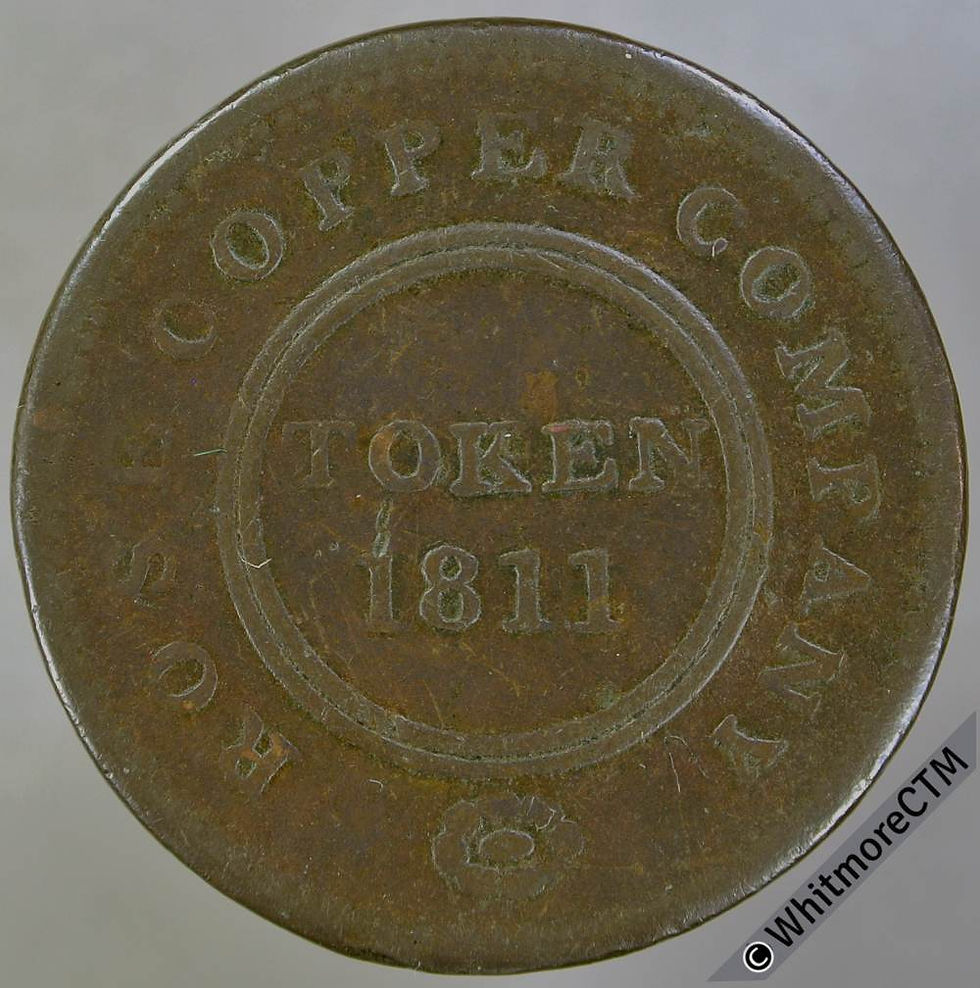 ROSE COPPER COMPANY
TOKEN
1811
© WhitmoreCTM